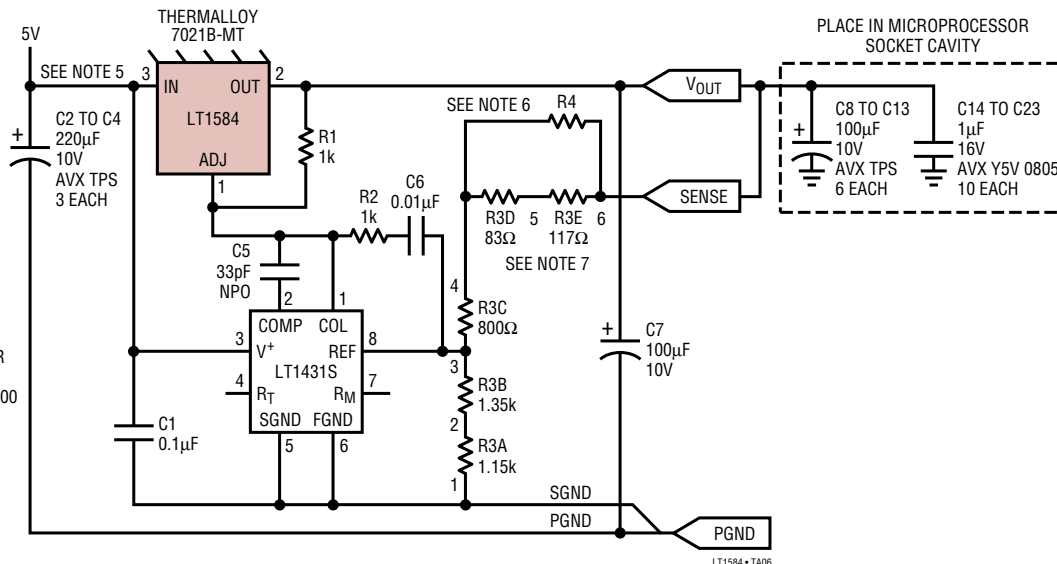 THERMALLOY
7021B-MT
PLACE IN MICROPROCESSOR
SOCKET CAVITY
5V
SEE NOTE 5
3
IN
OUT
2
LT1584
ADJ
1
C2 TO C4
220µF
10V
AVX TPS
3 EACH
+
R1
1k
SEE NOTE 6
R4
VOUT
SENSE
+
C8 TO C13
100µF
10V
AVX TPS
6 EACH
C14 TO C23
1µF
16V
AVX Y5V 0805
10 EACH
R2
1k
C6
0.01µF
R3D
83Ω
5
R3E
117Ω
6
SEE NOTE 7
C5
33pF
NPO
2
1
COMP
COL
3
V+
REF
8
LT1431S
4
RT
RM
7
SGND
FGND
5
6
4
R3C
800Ω
3
R3B
1.35k
2
R3A
1.15k
1
+
C7
100µF
10V
R
00
C1
0.1µF
SGND
PGND
PGND
LT1584 • TA06